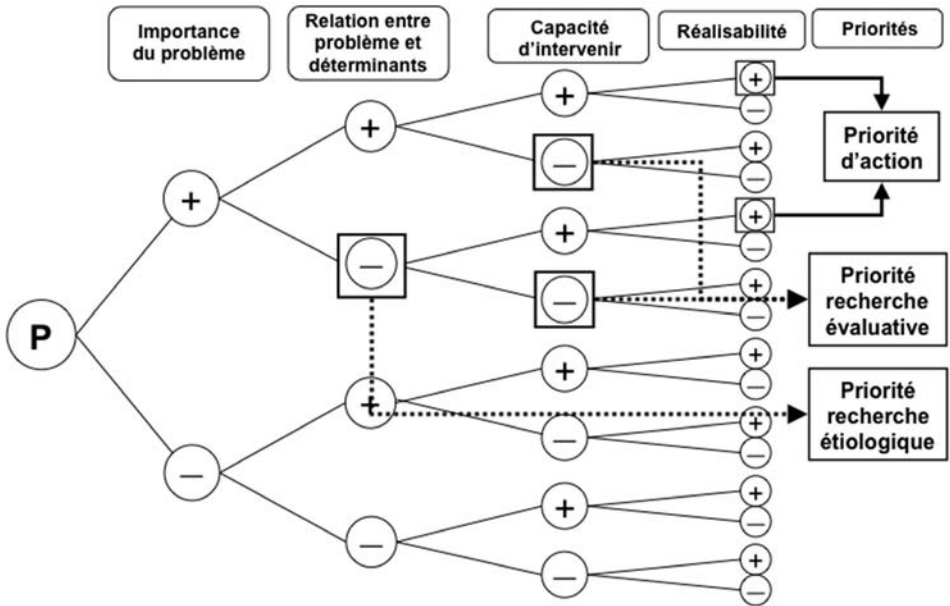 Importance
du problème
Relation entre
problème et
déterminants
Capacité
d'intervenir
Réalisabilité
Priorités
P
+
—
+
—
+
—
+
—
+
—
+
—
+
—
+
—
+
—
+
—
+
—
+
—
+
—
+
—
+
—
Priorité
d'action
Priorité
recherche
évaluative
Priorité
recherche
étiologique